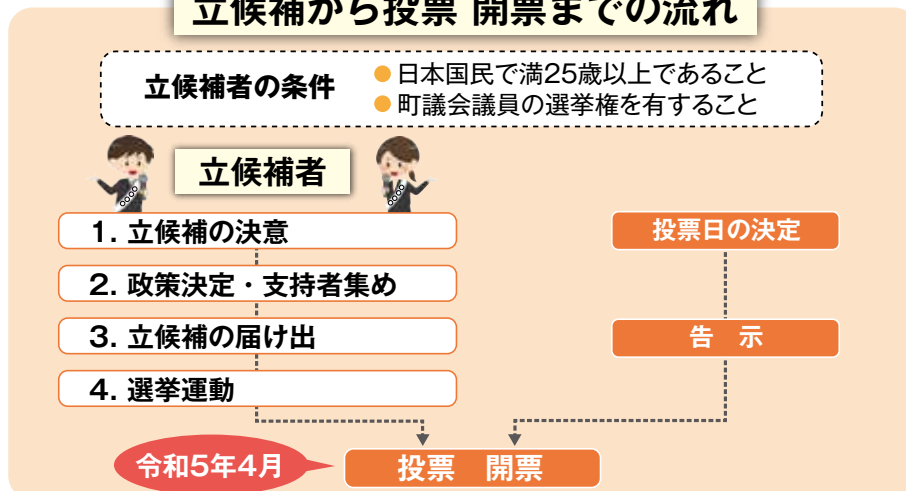 立候補から投票 開票までの流れ
立候補者の条件
●日本国民で満25歳以上であること
●町議会議員の選挙権を有すること
立候補者
1. 立候補の決意
2. 政策決定・支持者集め
3. 立候補の届け出
4. 選挙運動
投票日の決定
告 示
令和5年4月
投票 開票